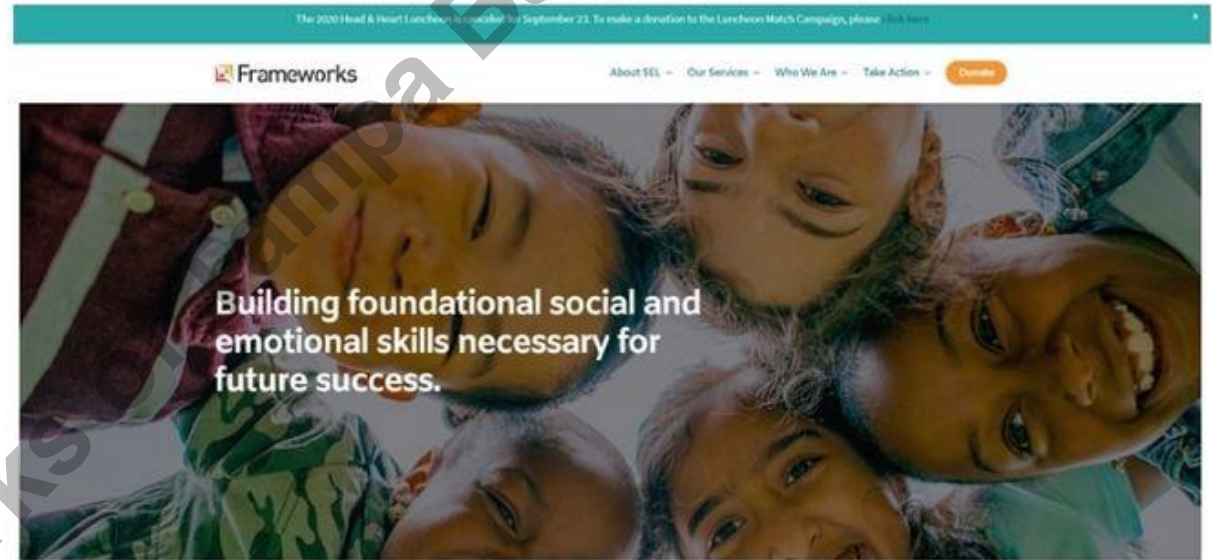 The 2020 Head & Heart Luncheon is canceled for September 23. To make a donation to the Luncheon Match Campaign, please click here
Frameworks
About SEL
Our Services
Who We Are
Take Action
Donate
Building foundational social and
emotional skills necessary for
future success.